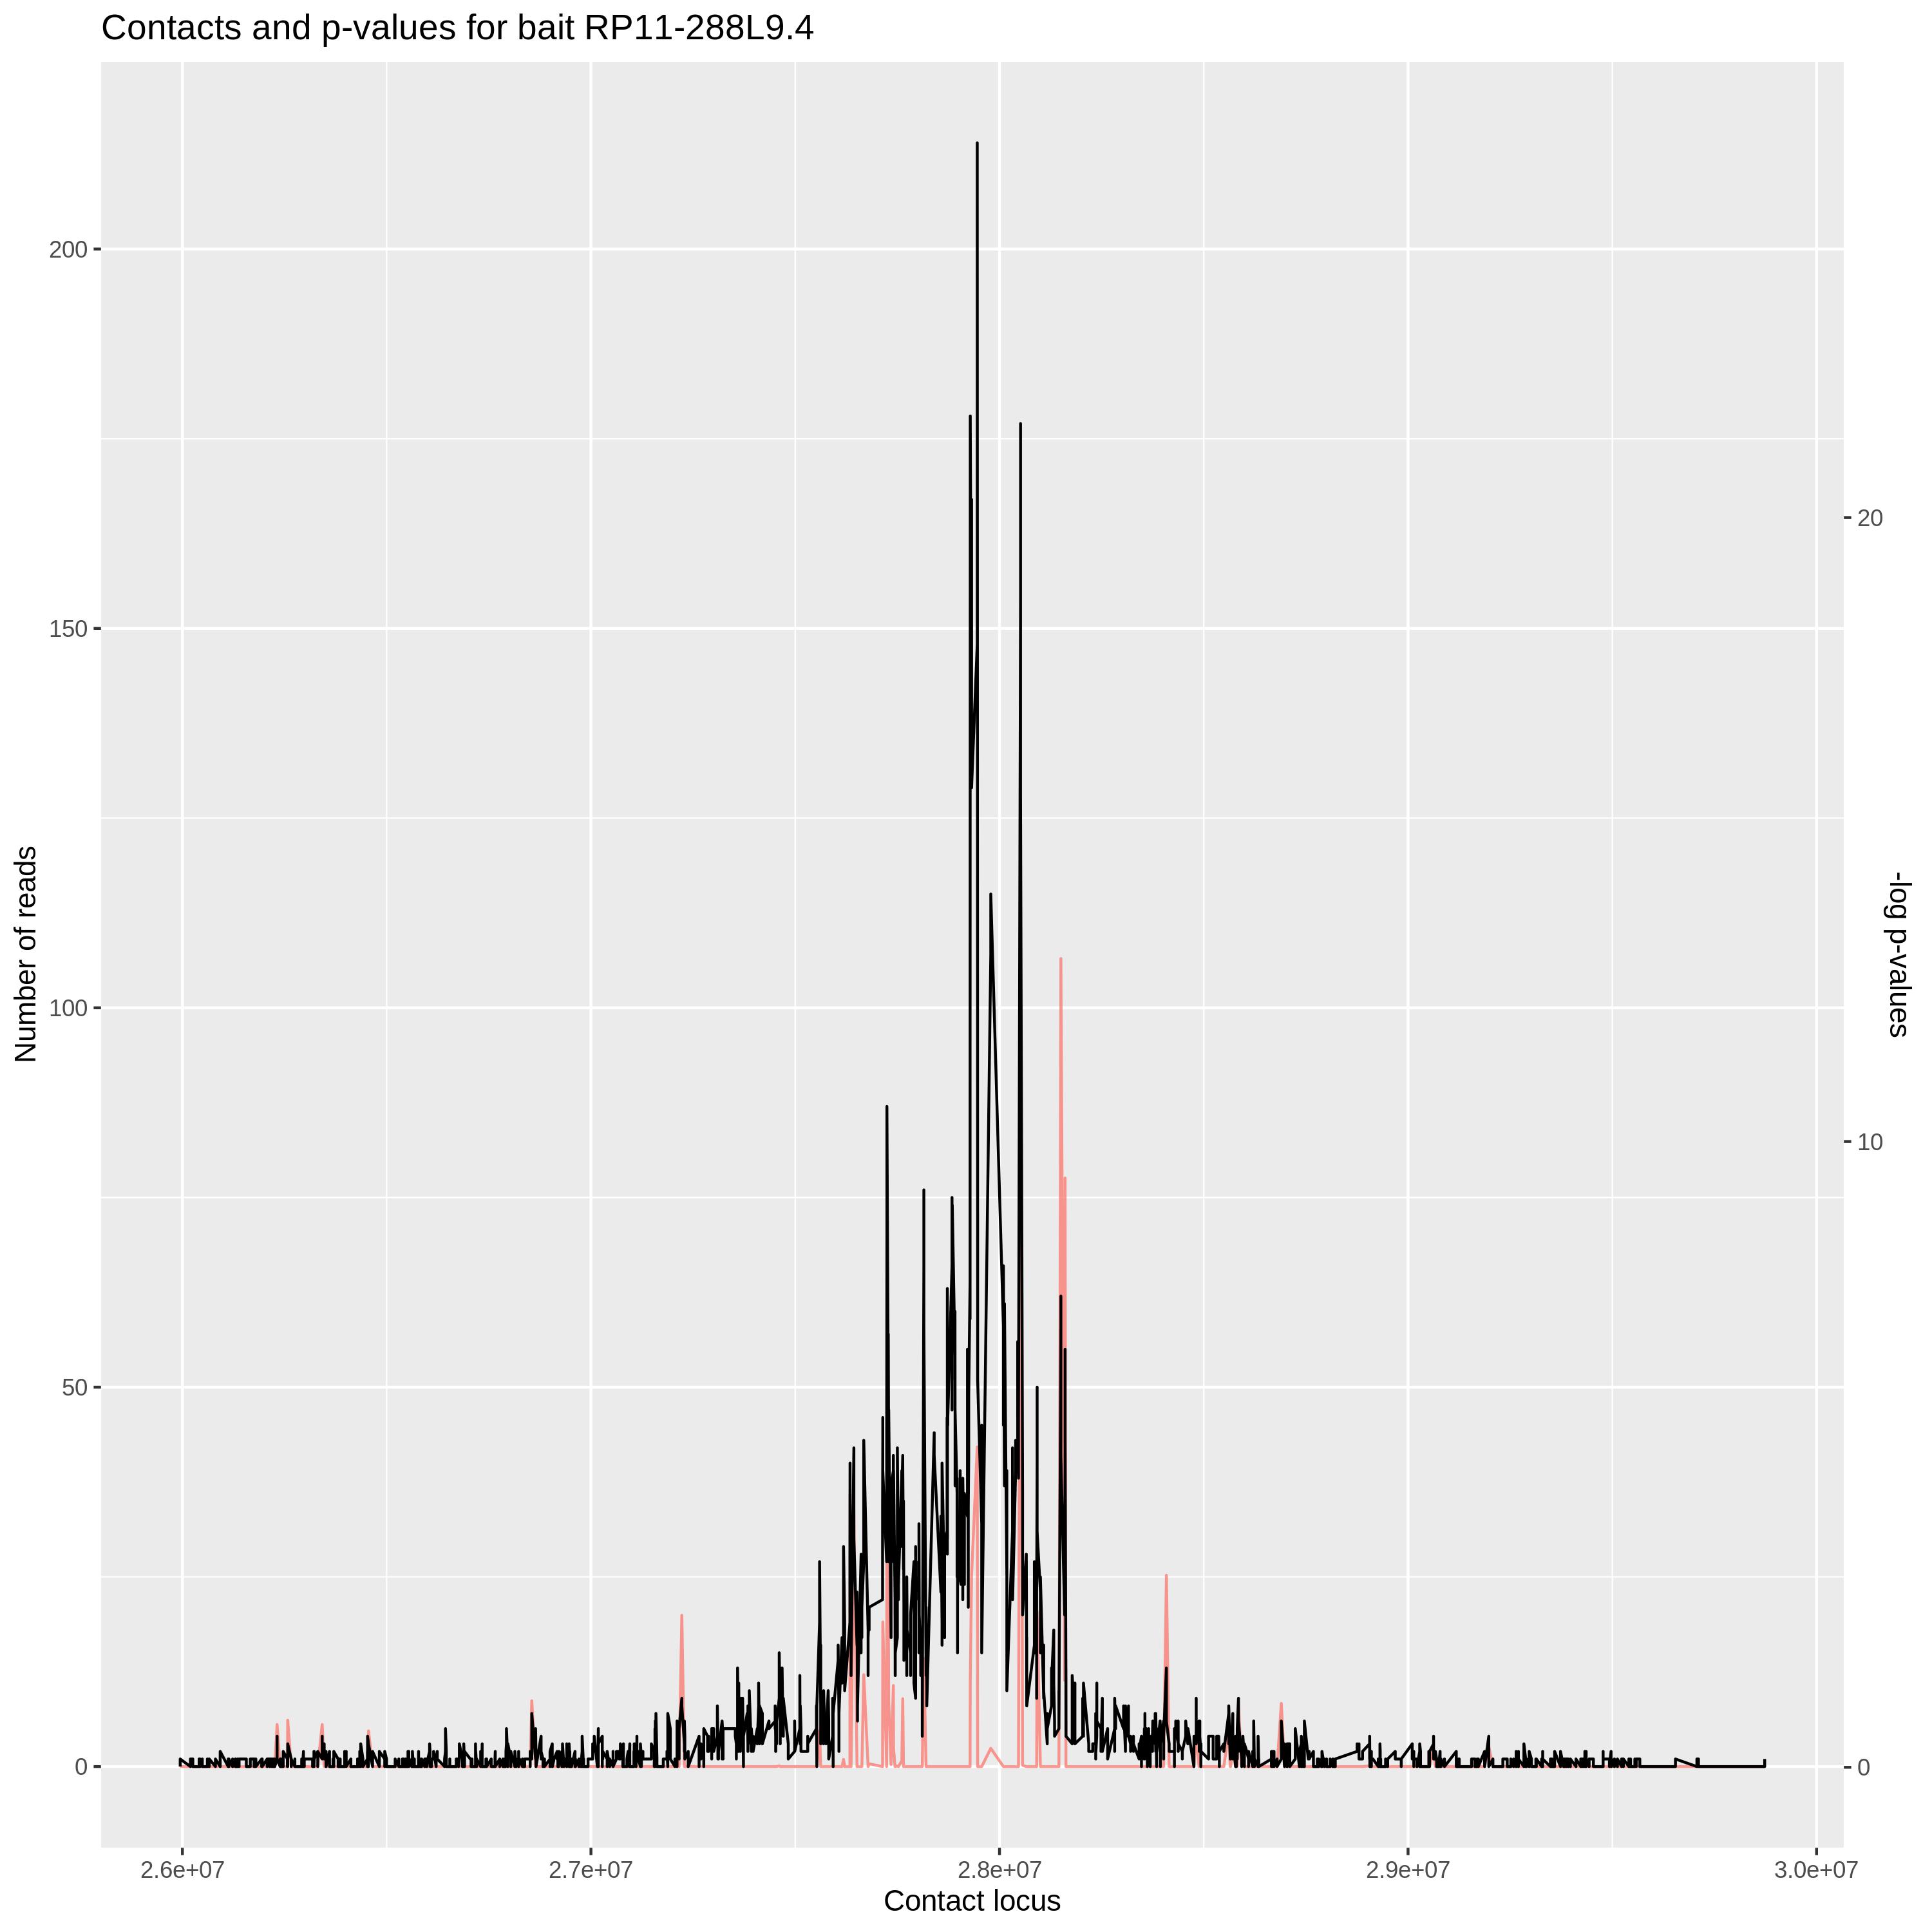 Contacts and p-values for bait RP11-288L9.4
200
150
100
50
0
Number of reads
20
10
0
-log p-values
2.6e+07
2.7e+07
2.8e+07
2.9e+07
3.0e+07
Contact locus